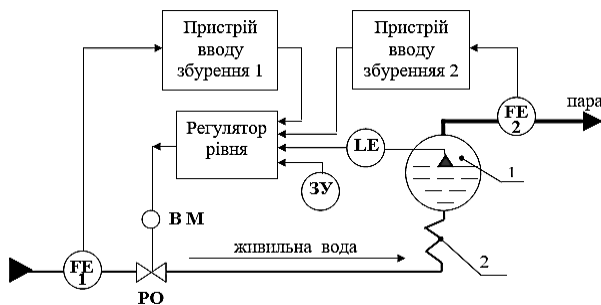 Пристрій
вводу
збурення 1
Пристрій
вводу
збуренняя 2
FE
2
пара
Регулятор
рівня
LE
1
ЗУ
В М
живильна вода
2
FE
1
РО